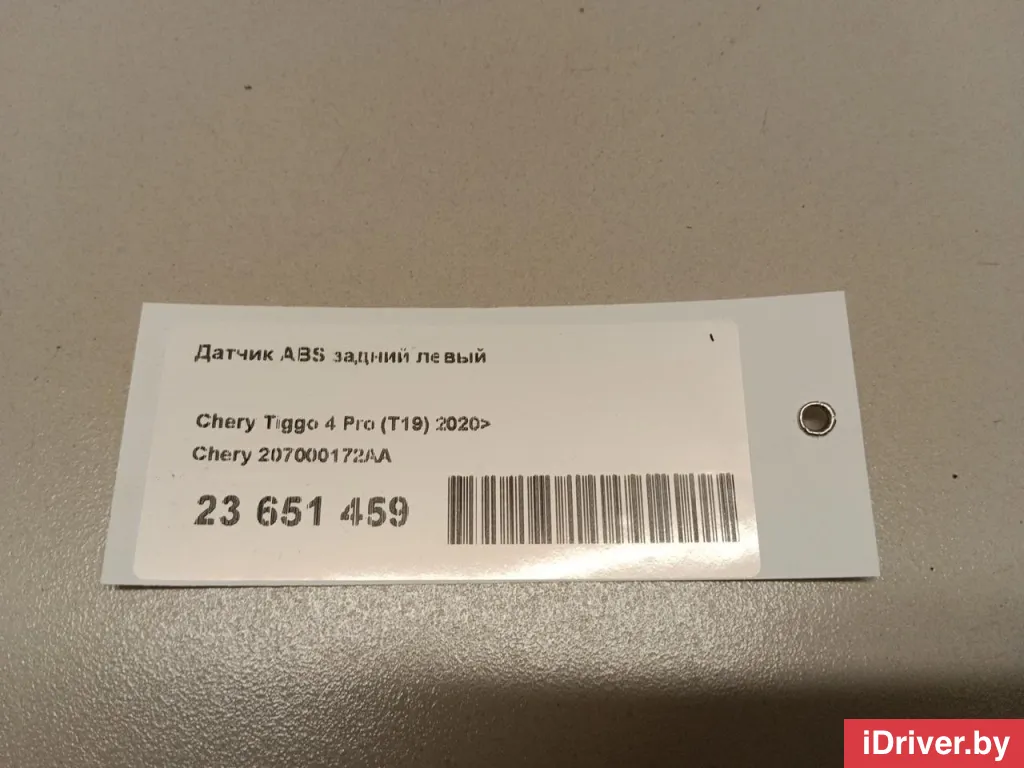 Датчик ABS задний левый
Chery Tiggo 4 Pro (T19) 2020>
Chery 207000172AA
23 651 459
iDriver.by